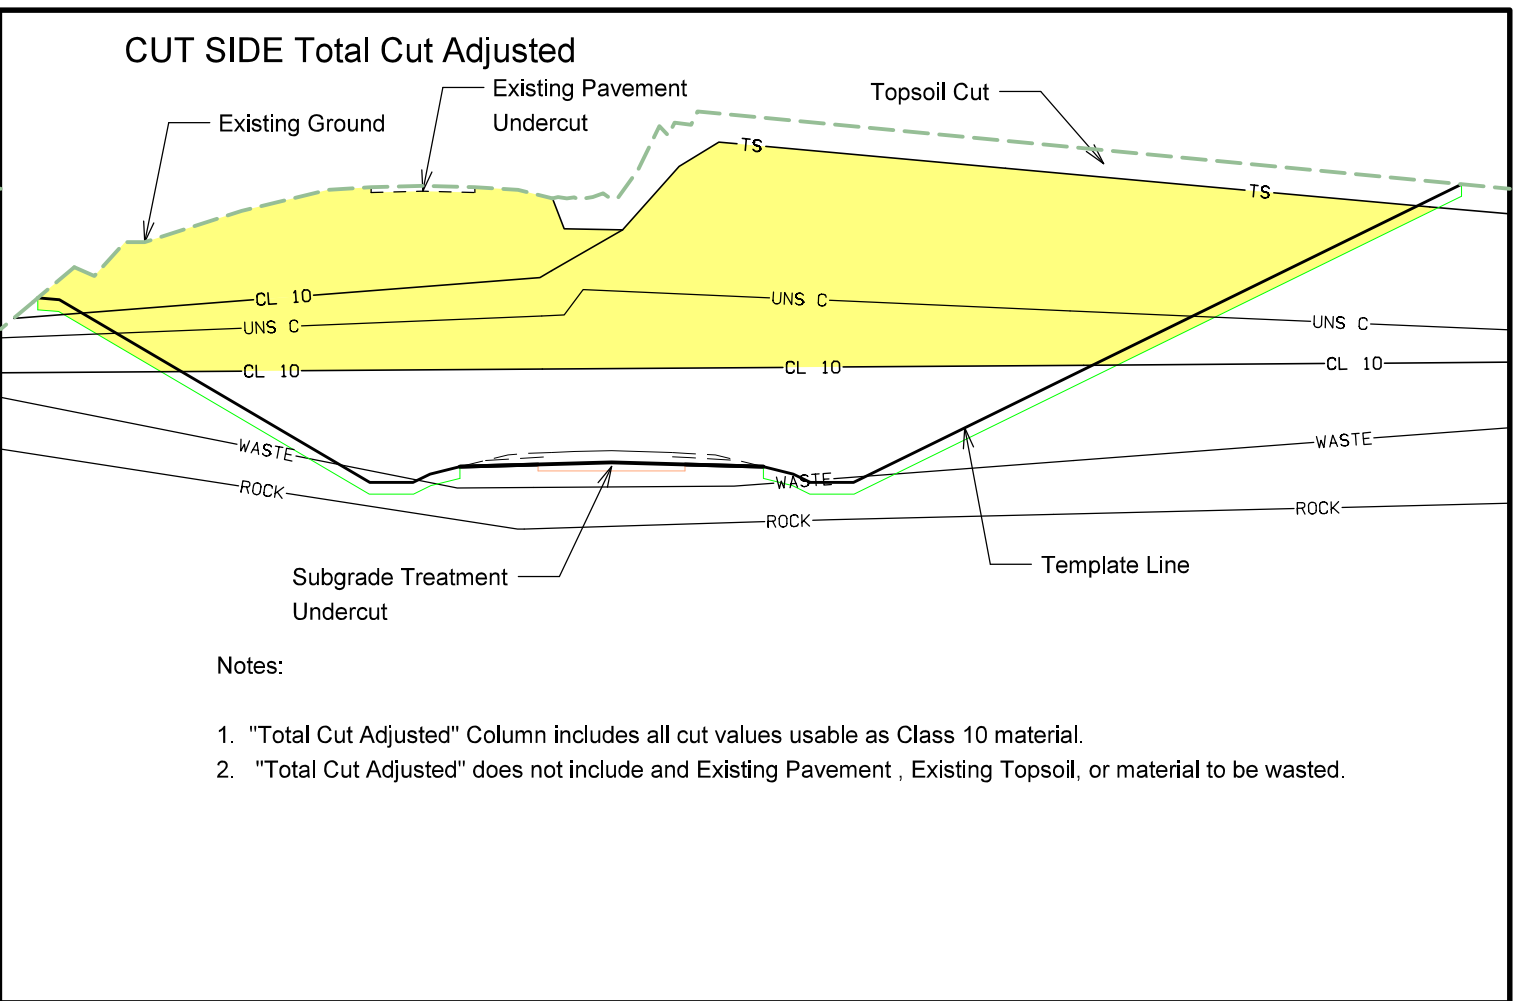 CUT SIDE Total Cut Adjusted
Existing Pavement
Undercut
Topsoil Cut
Existing Ground
TS
TS
CL 10
UNS C
UNS C
UNS C
CL 10
CL 10
CL 10
WASTE
WASTE
WASTE
ROCK
ROCK
ROCK
Subgrade Treatment
Undercut
Template Line
Notes:
1. "Total Cut Adjusted" Column includes all cut values usable as Class 10 material.
2. "Total Cut Adjusted" does not include and Existing Pavement , Existing Topsoil, or material to be wasted.